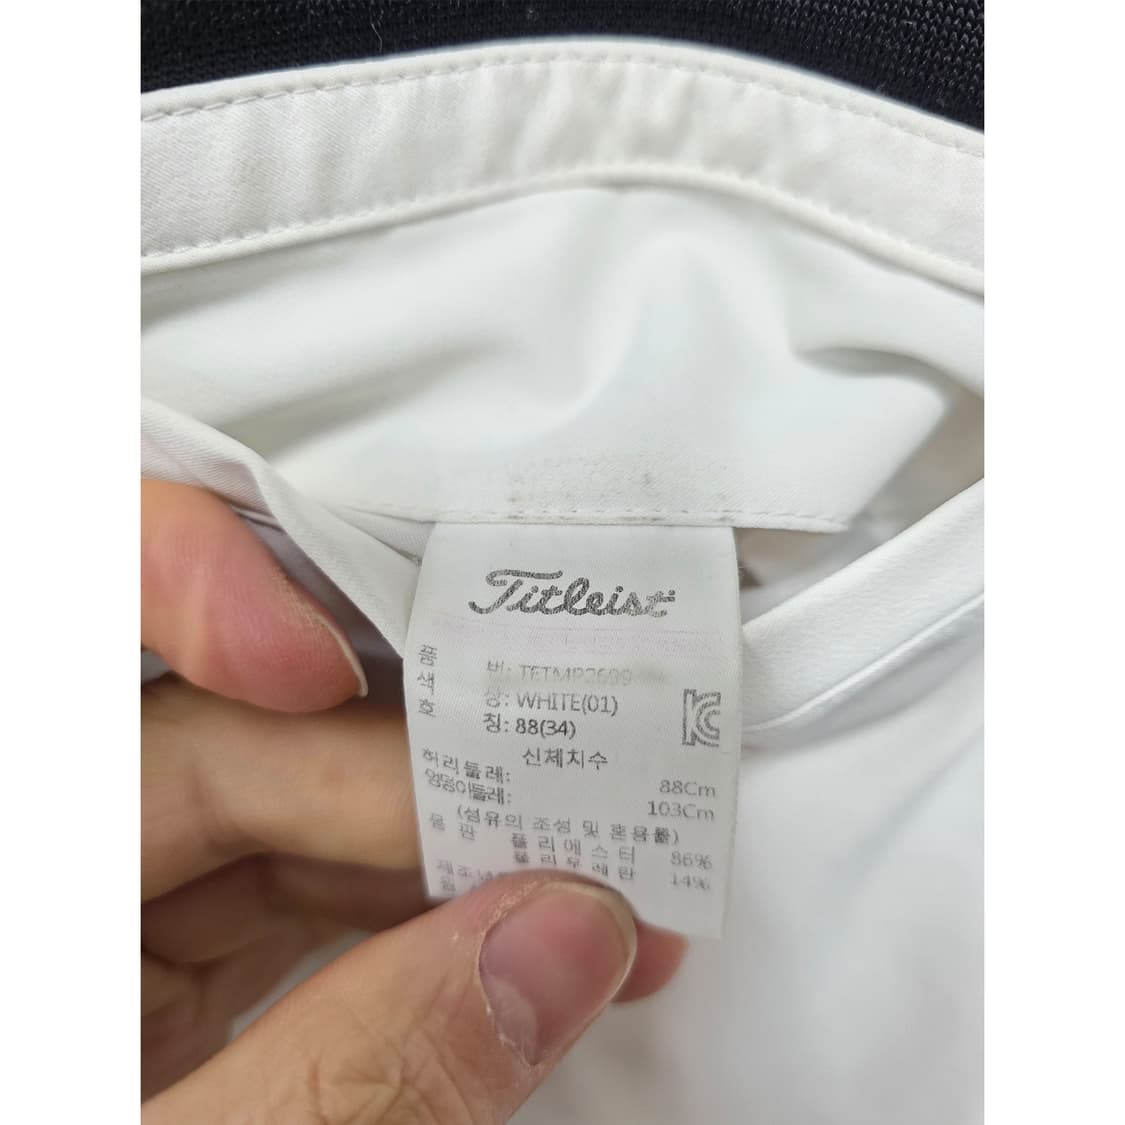 Titleist
품 번:
색 상: WHITE(01)
호 칭: 88(34)
신체치수
허리둘레: 88Cm
엉덩이둘레: 103Cm
(섬유의 조성 및 혼용률)
몸판 폴리에스터 86%
폴리우레탄 14%